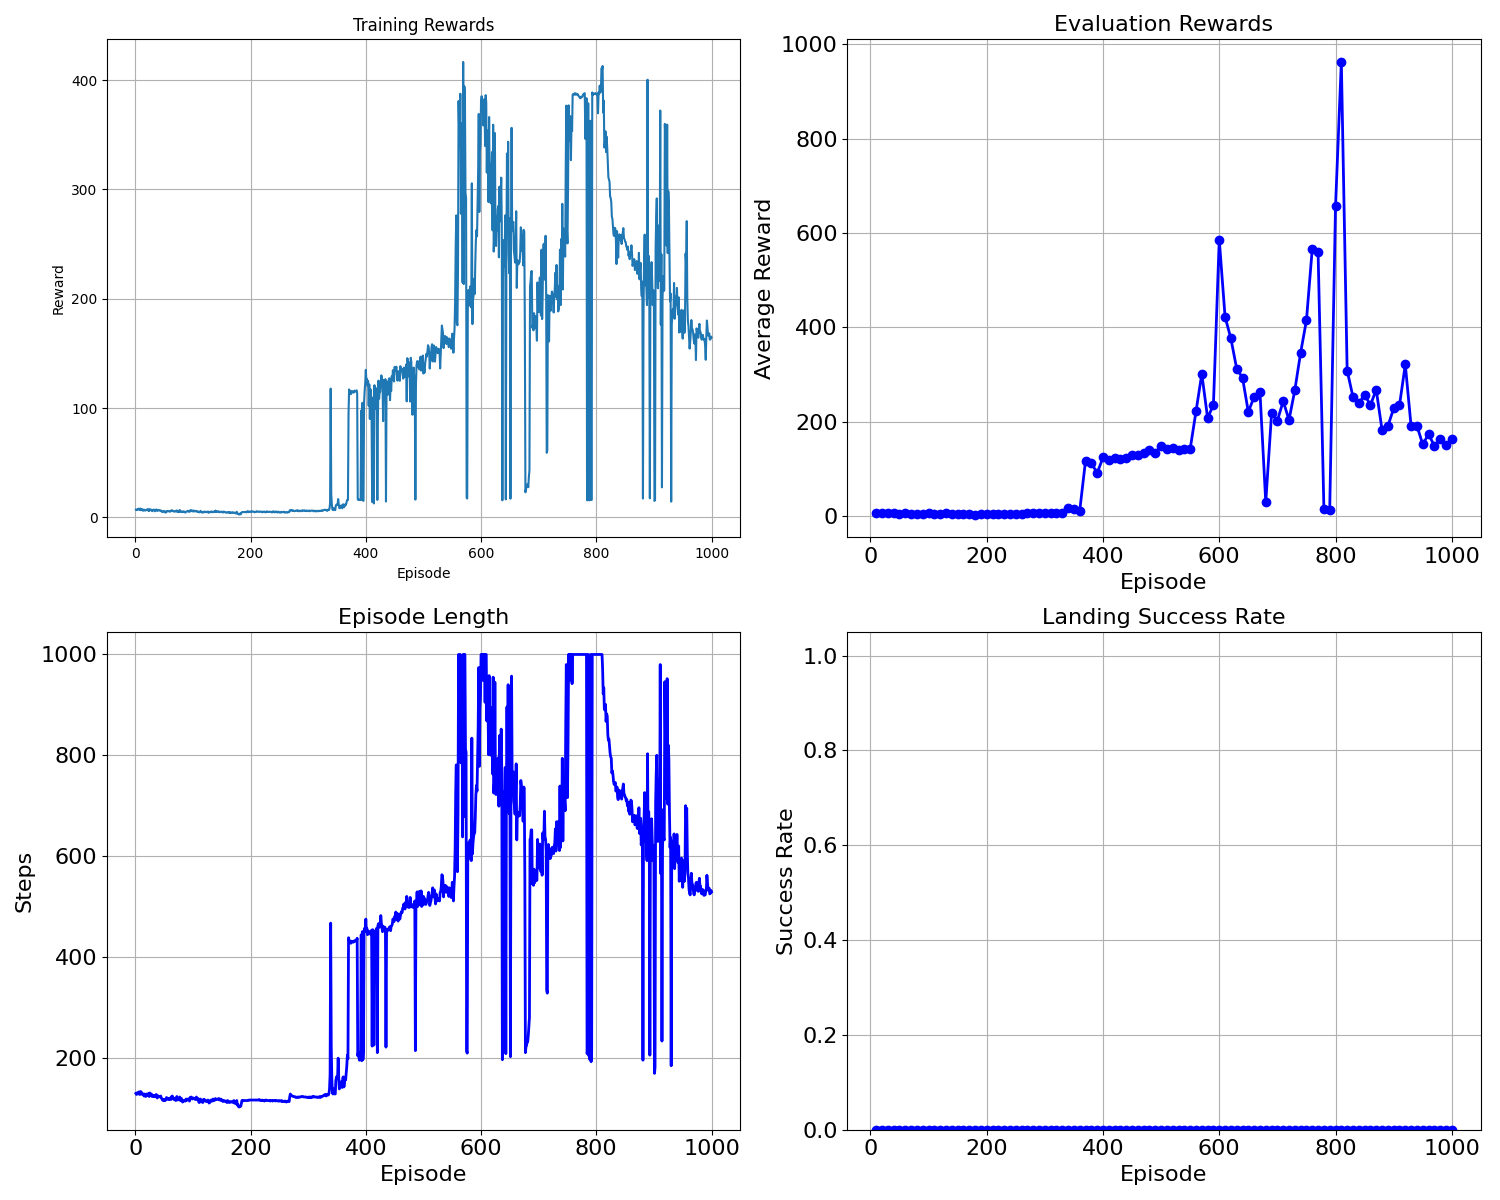 Training Rewards
Reward
400
300
200
100
0
0 200 400 600 800 1000
Episode
Evaluation Rewards
Average Reward
1000
800
600
400
200
0
0 200 400 600 800 1000
Episode
Episode Length
Steps
1000
800
600
400
200
0 200 400 600 800 1000
Episode
Landing Success Rate
Success Rate
1.0
0.8
0.6
0.4
0.2
0.0
0 200 400 600 800 1000
Episode